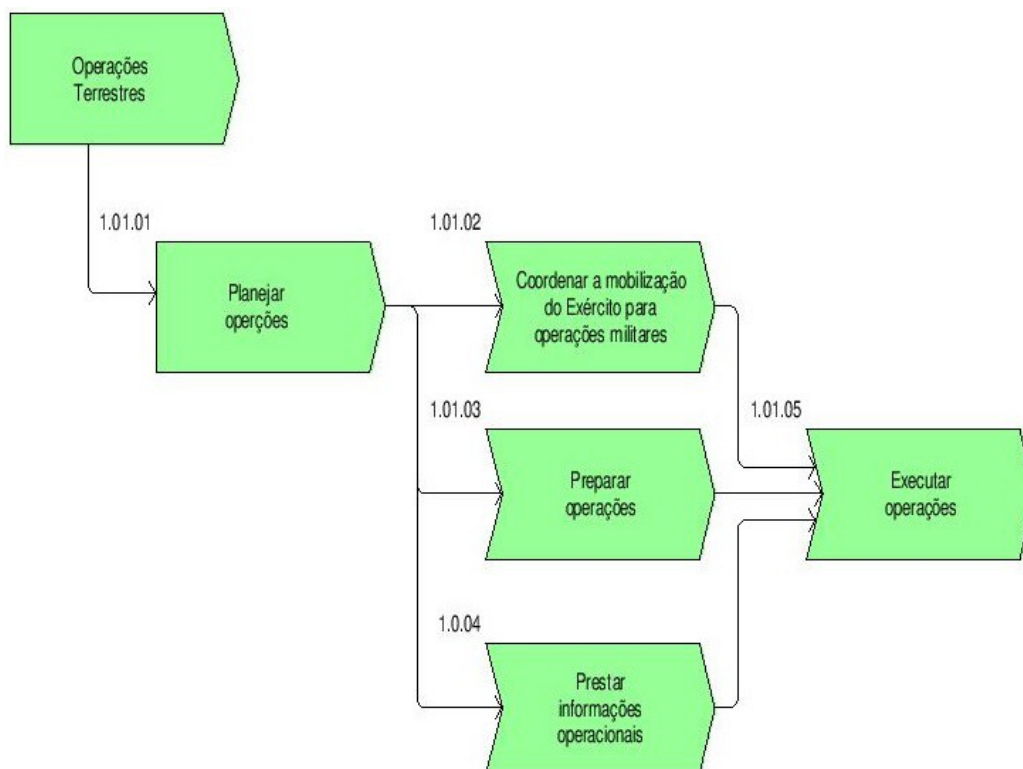 Operações
Terrestres
1.01.01
Planejar
operções
1.01.02
Coordenar a mobilização
do Exército para
operações militares
1.01.03
Preparar
operações
1.0.04
Prestar
informações
operacionais
1.01.05
Executar
operações